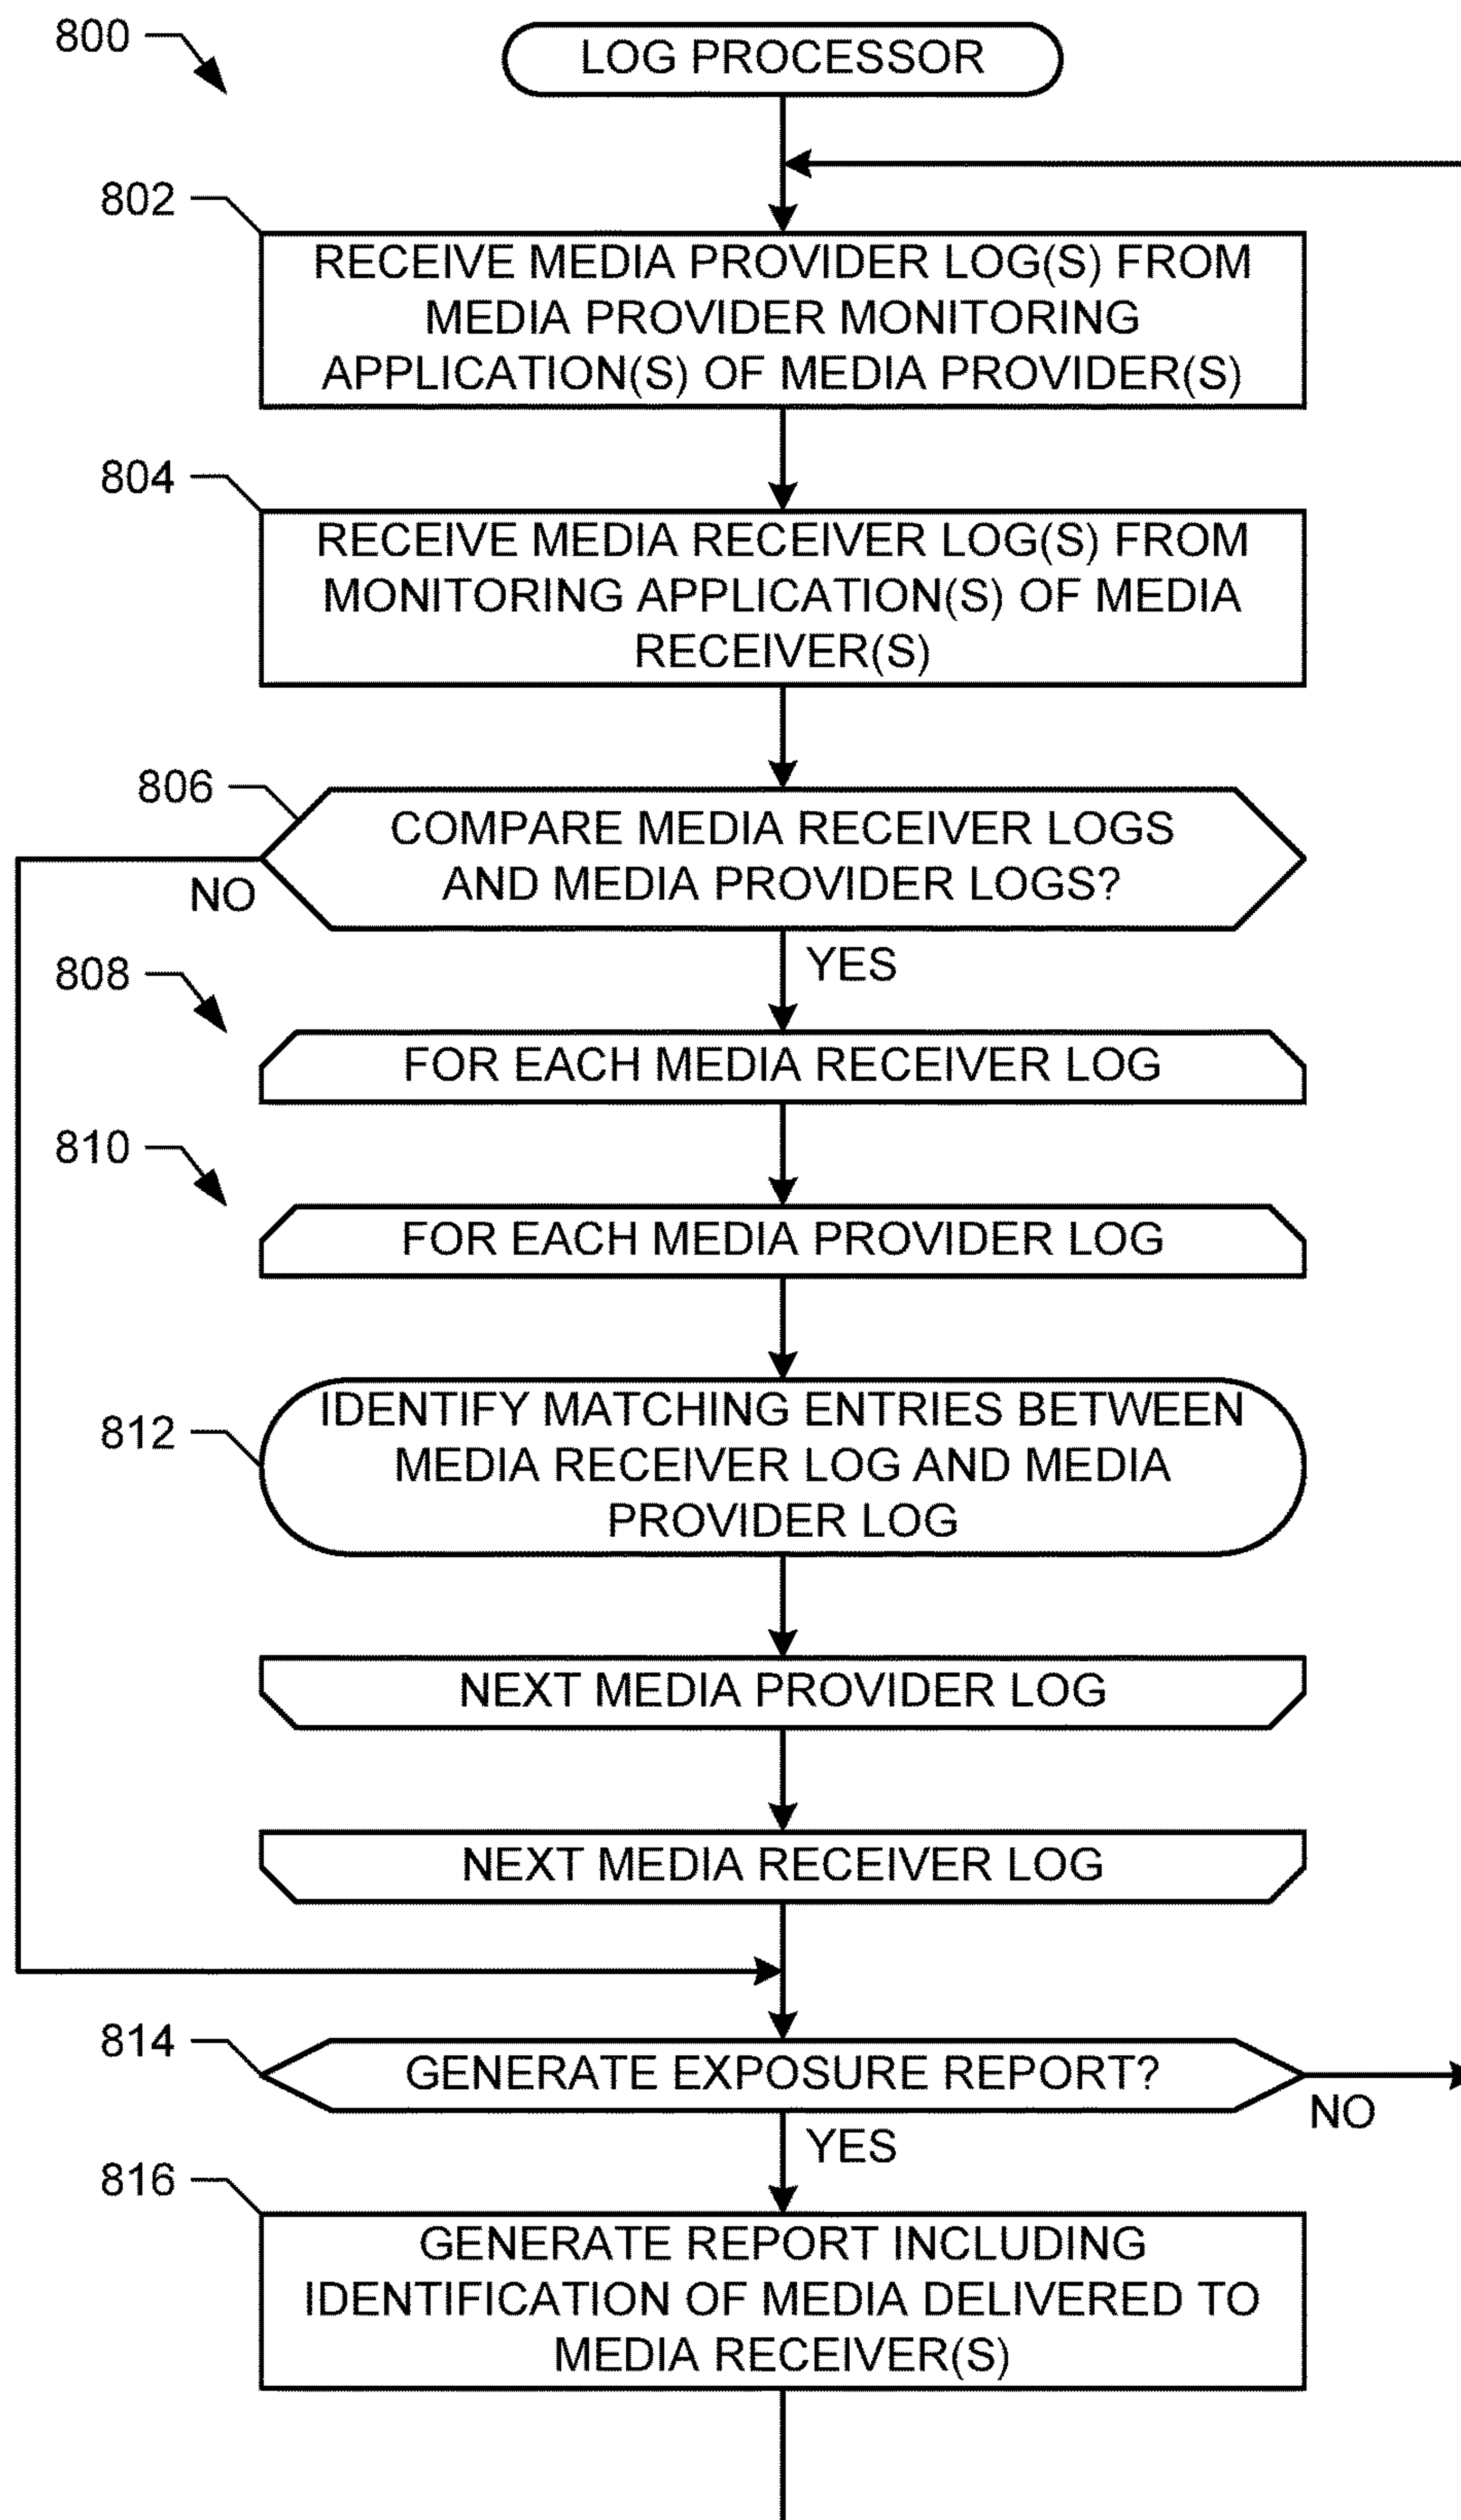 800
LOG PROCESSOR
802
RECEIVE MEDIA PROVIDER LOG(S) FROM
MEDIA PROVIDER MONITORING
APPLICATION(S) OF MEDIA PROVIDER(S)
804
RECEIVE MEDIA RECEIVER LOG(S) FROM
MONITORING APPLICATION(S) OF MEDIA
RECEIVER(S)
806
COMPARE MEDIA RECEIVER LOGS
AND MEDIA PROVIDER LOGS?
NO
YES
808
FOR EACH MEDIA RECEIVER LOG
810
FOR EACH MEDIA PROVIDER LOG
812
IDENTIFY MATCHING ENTRIES BETWEEN
MEDIA RECEIVER LOG AND MEDIA
PROVIDER LOG
NEXT MEDIA PROVIDER LOG
NEXT MEDIA RECEIVER LOG
814
GENERATE EXPOSURE REPORT?
NO
YES
816
GENERATE REPORT INCLUDING
IDENTIFICATION OF MEDIA DELIVERED TO
MEDIA RECEIVER(S)